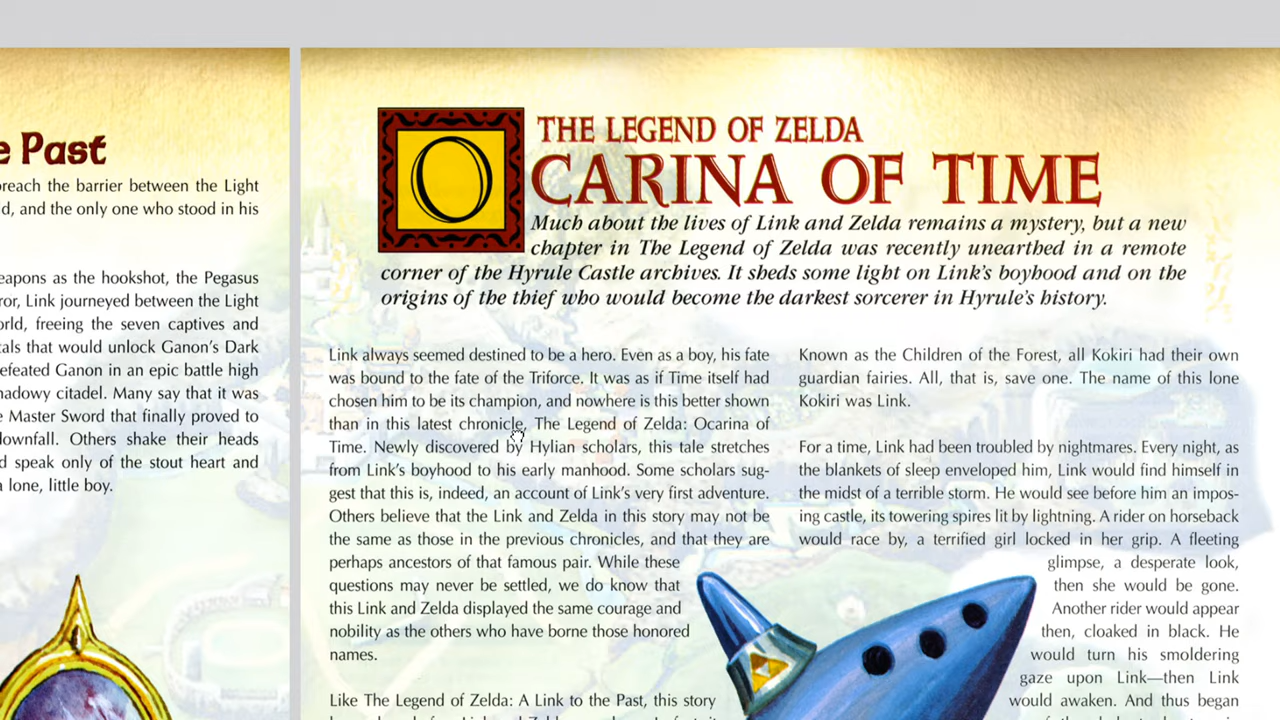 e Past
breach the barrier between the Light
d, and the only one who stood in his
eapons as the hookshot, the Pegasus
ror, Link journeyed between the Light
orld, freeing the seven captives and
tals that would unlock Ganon's Dark
efeated Ganon in an epic battle high
hadowy citadel. Many say that it was
e Master Sword that finally proved to
downfall. Others shake their heads
d speak only of the stout heart and
a lone, little boy.
THE LEGEND OF ZELDA
OCARINA OF TIME
Much about the lives of Link and Zelda remains a mystery, but a new
chapter in The Legend of Zelda was recently unearthed in a remote
corner of the Hyrule Castle archives. It sheds some light on Link's boyhood and on the
origins of the thief who would become the darkest sorcerer in Hyrule's history.
Link always seemed destined to be a hero. Even as a boy, his fate
was bound to the fate of the Triforce. It was as if Time itself had
chosen him to be its champion, and nowhere is this better shown
than in this latest chronicle, The Legend of Zelda: Ocarina of
Time. Newly discovered by Hylian scholars, this tale stretches
from Link's boyhood to his early manhood. Some scholars sug-
gest that this is, indeed, an account of Link's very first adventure.
Others believe that the Link and Zelda in this story may not be
the same as those in the previous chronicles, and that they are
perhaps ancestors of that famous pair. While these
questions may never be settled, we do know that
this Link and Zelda displayed the same courage and
nobility as the others who have borne those honored
names.
Like The Legend of Zelda: A Link to the Past, this story
Known as the Children of the Forest, all Kokiri had their own
guardian fairies. All, that is, save one. The name of this lone
Kokiri was Link.
For a time, Link had been troubled by nightmares. Every night, as
the blankets of sleep enveloped him, Link would find himself in
the midst of a terrible storm. He would see before him an impos-
ing castle, its towering spires lit by lightning. A rider on horseback
would race by, a terrified girl locked in her grip. A fleeting
glimpse, a desperate look,
then she would be gone.
Another rider would appear
then, cloaked in black. He
would turn his smoldering
gaze upon Link—then Link
would awaken. And thus began